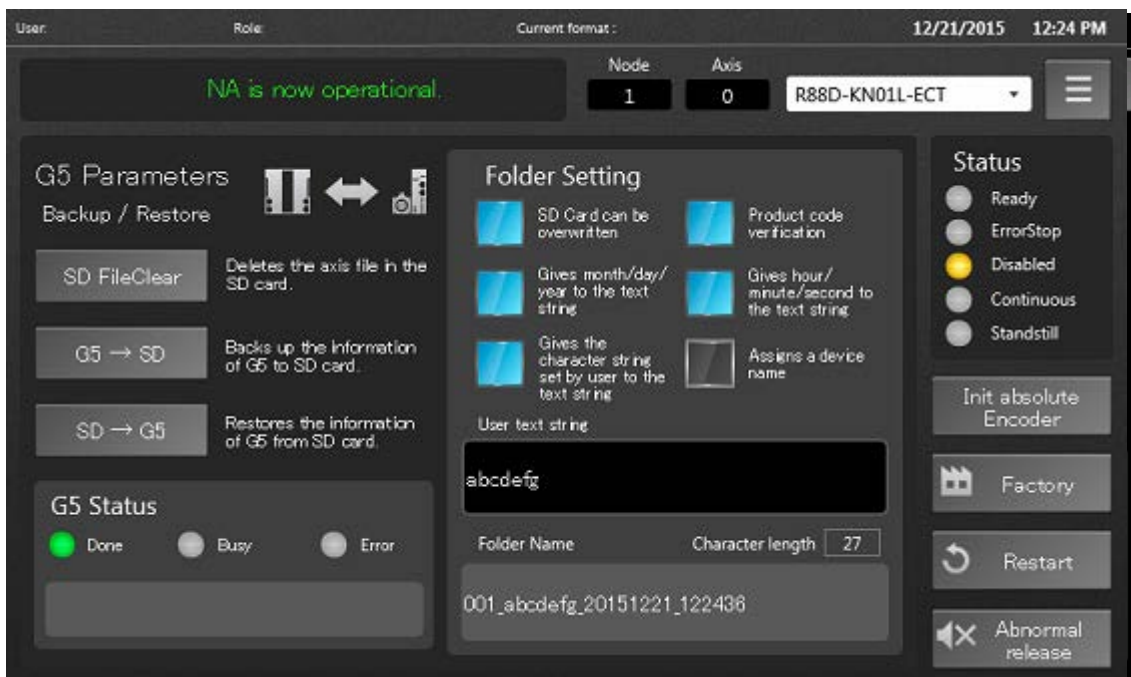 User: Role: Current format : 12/21/2015 12:24 PM
NA is now operational.
Node
1
Axis
0
R88D-KN01L-ECT
G5 Parameters
Backup / Restore
SD FileClear
Deletes the axis file in the
SD card.
G5 → SD
Backs up the information
of G5 to SD card.
SD → G5
Restores the information
of G5 from SD card.
G5 Status
Done
Busy
Error
Folder Setting
SD Card can be
overwritten
Product code
verification
Gives month/day/
year to the text
string
Gives hour/
minute/second to
the text string
Gives the
character string
set by user to the
text string
Assigns a device
name
User text string
abcdefg
Folder Name
Character length 27
001_abcdefg_20151221_122436
Status
Ready
ErrorStop
Disabled
Continuous
Standstill
Init absolute
Encoder
Factory
Restart
Abnormal
release